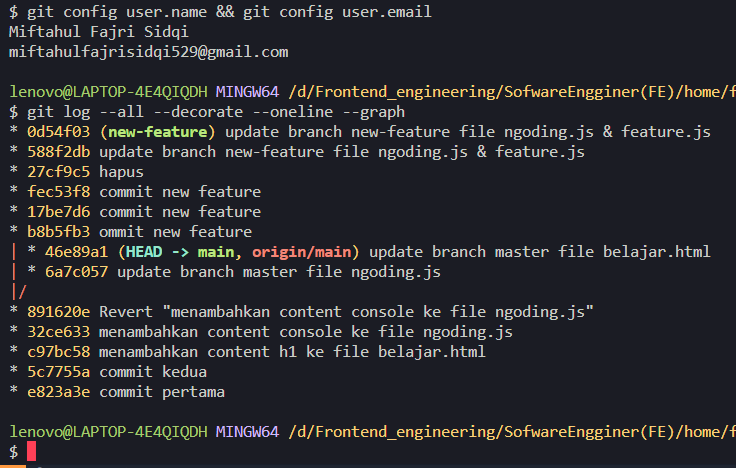 $ git config user.name && git config user.email
Miftahul Fajri Sidqi
miftahulfajrisidqi529@gmail.com
lenovo@LAPTOP-4E4QIQDH MINGW64 /d/Frontend_engineering/SofwareEngginer(FE)/home/f
$ git log --all --decorate --oneline --graph
* 0d54f03 (new-feature) update branch new-feature file ngoding.js & feature.js
* 588f2db update branch new-feature file ngoding.js & feature.js
* 27cf9c5 hapus
* fec53f8 commit new feature
* 17be7d6 commit new feature
* b8b5fb3 ommit new feature
| * 46e89a1 (HEAD -> main, origin/main) update branch master file belajar.html
| * 6a7c057 update branch master file ngoding.js
|/
* 891620e Revert "menambahkan content console ke file ngoding.js"
* 32ce633 menambahkan content console ke file ngoding.js
* c97bc58 menambahkan content h1 ke file belajar.html
* 5c7755a commit kedua
* e823a3e commit pertama
lenovo@LAPTOP-4E4QIQDH MINGW64 /d/Frontend_engineering/SofwareEngginer(FE)/home/f
$